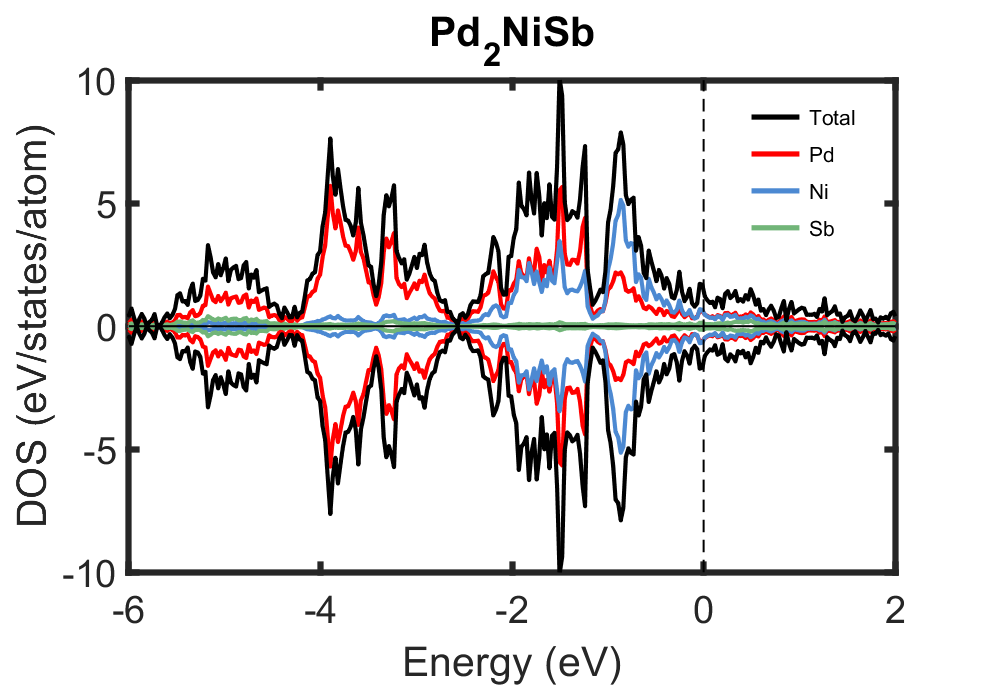 Pd₂NiSb
10
5
0
-5
-10
DOS (eV/states/atom)
Total
Pd
Ni
Sb
-6 -4 -2 0 2
Energy (eV)